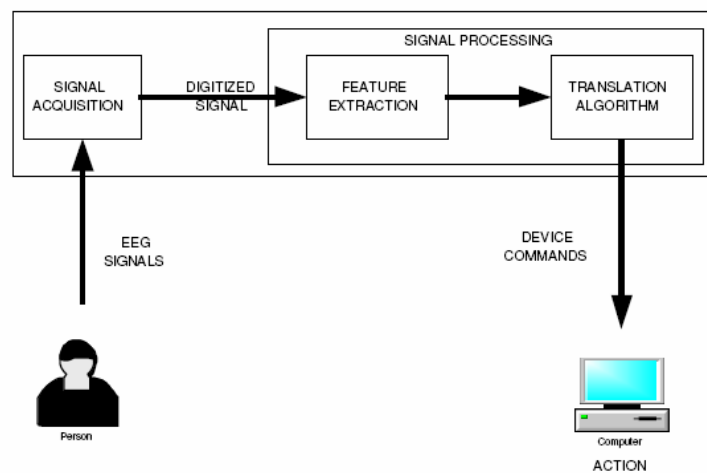 SIGNAL PROCESSING
SIGNAL
ACQUISITION
DIGITIZED
SIGNAL
FEATURE
EXTRACTION
TRANSLATION
ALGORITHM
EEG
SIGNALS
DEVICE
COMMANDS
Person
Computer
ACTION